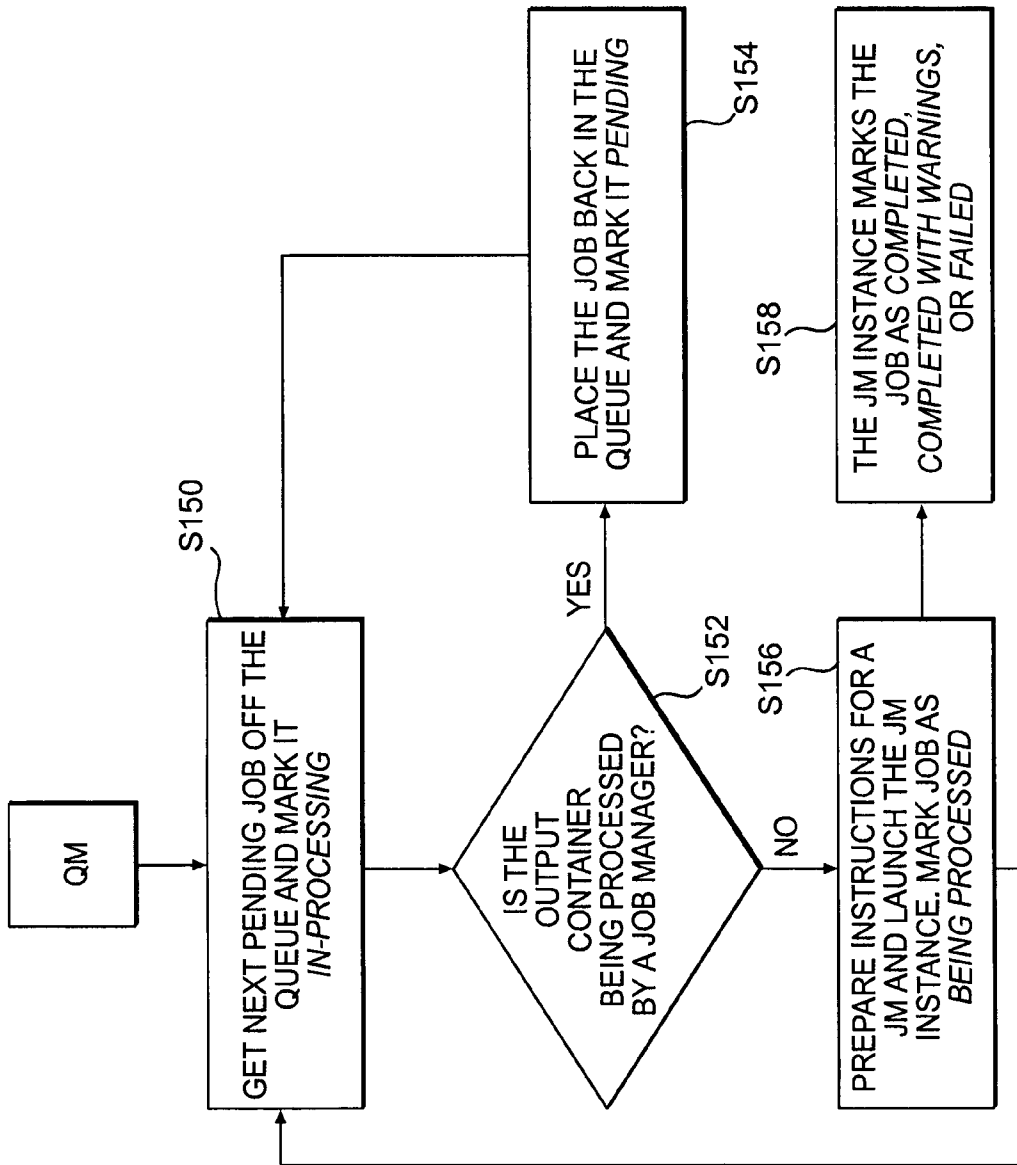 QM
S150
GET NEXT PENDING JOB OFF THE
QUEUE AND MARK IT
IN-PROCESSING
IS THE
OUTPUT
CONTAINER
BEING PROCESSED
BY A JOB MANAGER?
S152
YES
PLACE THE JOB BACK IN THE
QUEUE AND MARK IT PENDING
S154
NO
S156
PREPARE INSTRUCTIONS FOR A
JM AND LAUNCH THE JM
INSTANCE. MARK JOB AS
BEING PROCESSED
S158
THE JM INSTANCE MARKS THE
JOB AS COMPLETED,
COMPLETED WITH WARNINGS,
OR FAILED